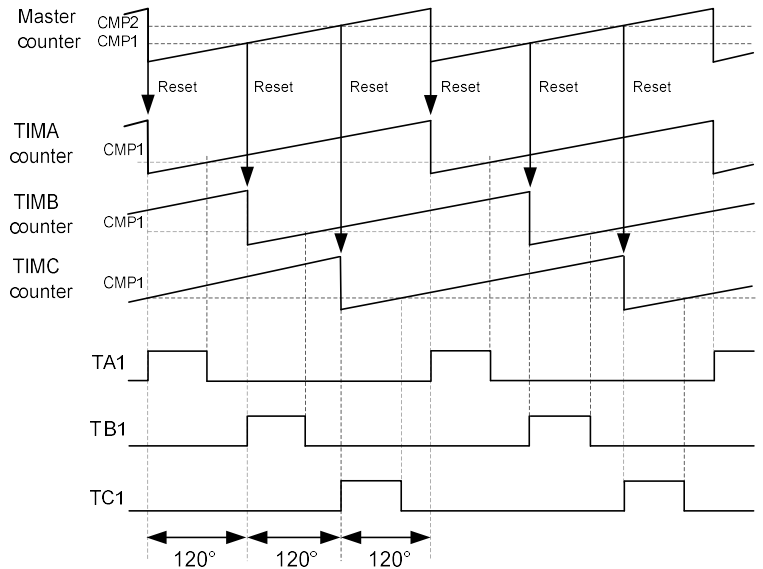 Master
counter
CMP2
CMP1
Reset Reset Reset Reset Reset Reset
TIMA
counter
CMP1
TIMB
counter
CMP1
TIMC
counter
CMP1
TA1
TB1
TC1
120° 120° 120°